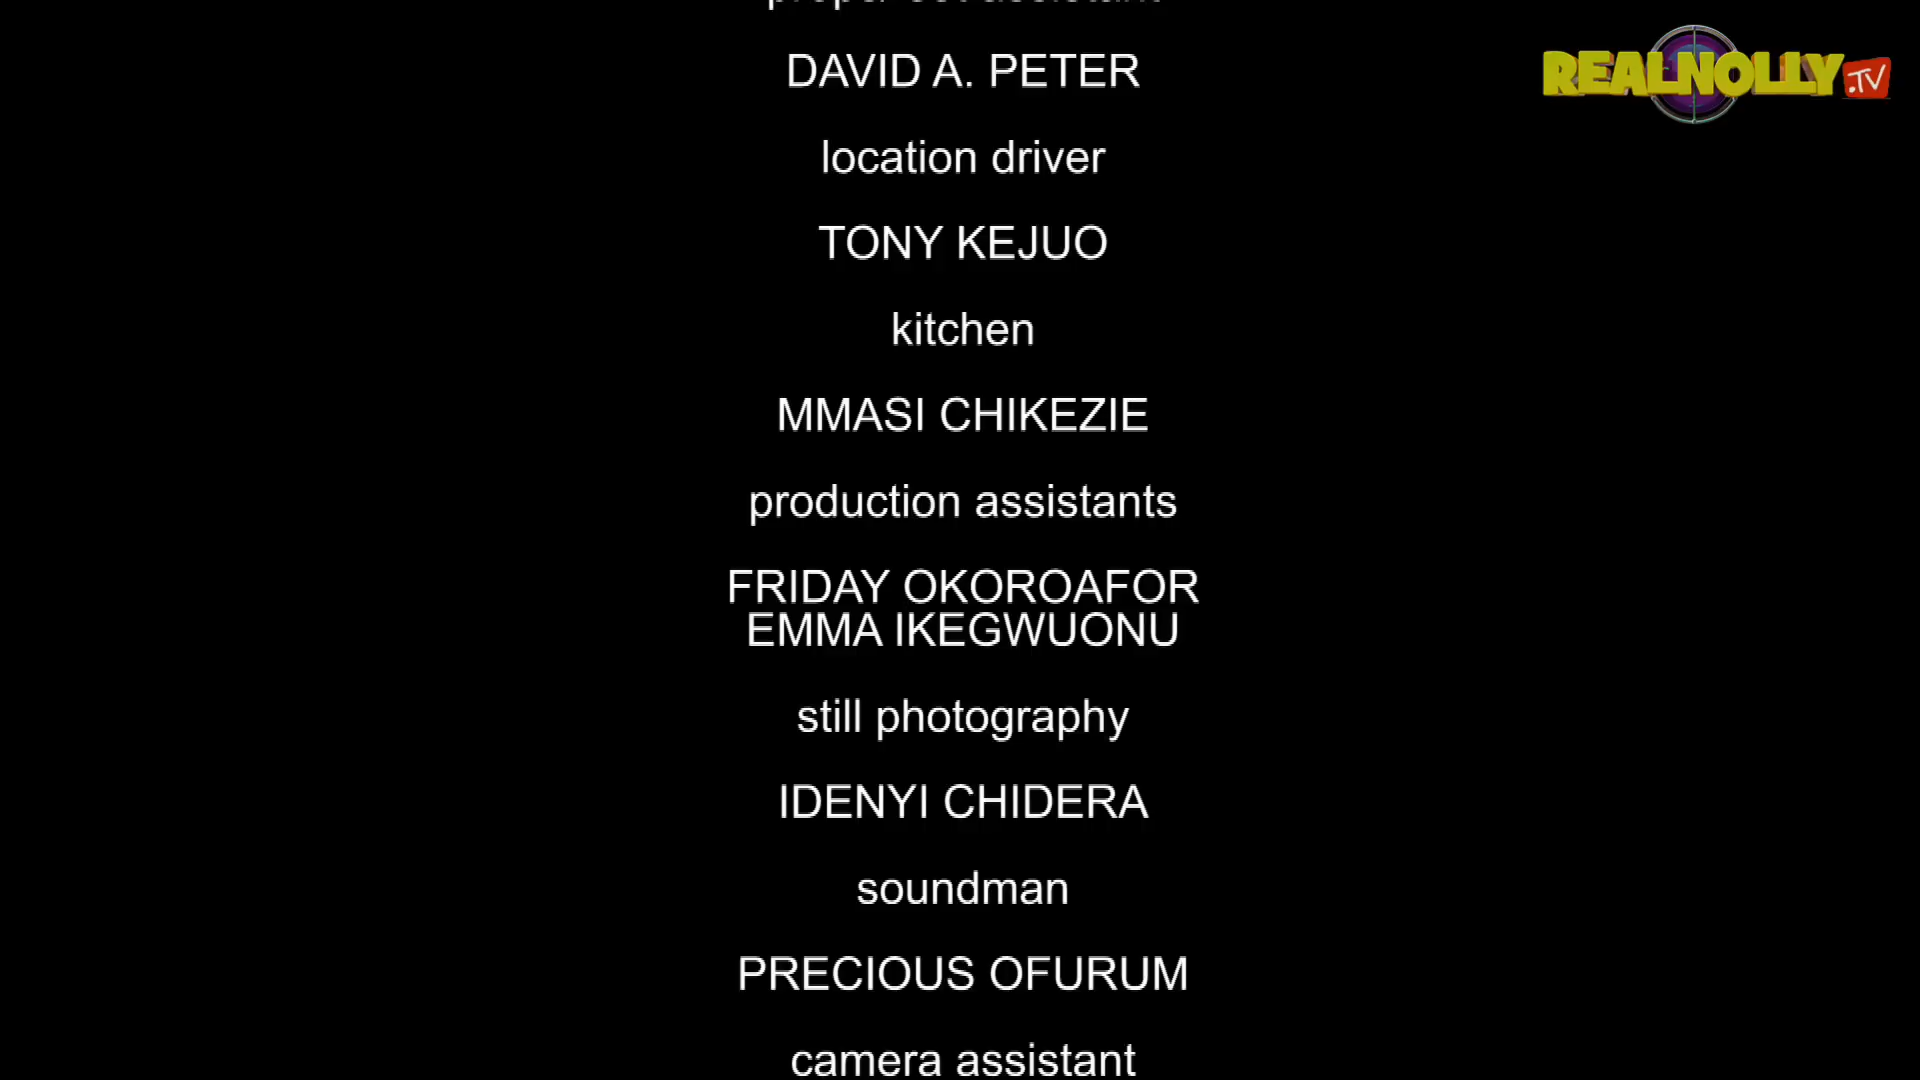 DAVID A. PETER
REALNOLLY.TV
location driver
TONY KEJUO
kitchen
MMASI CHIKEZIE
production assistants
FRIDAY OKOROAFOR
EMMA IKEGWUONU
still photography
IDENYI CHIDERA
soundman
PRECIOUS OFURUM
camera assistant